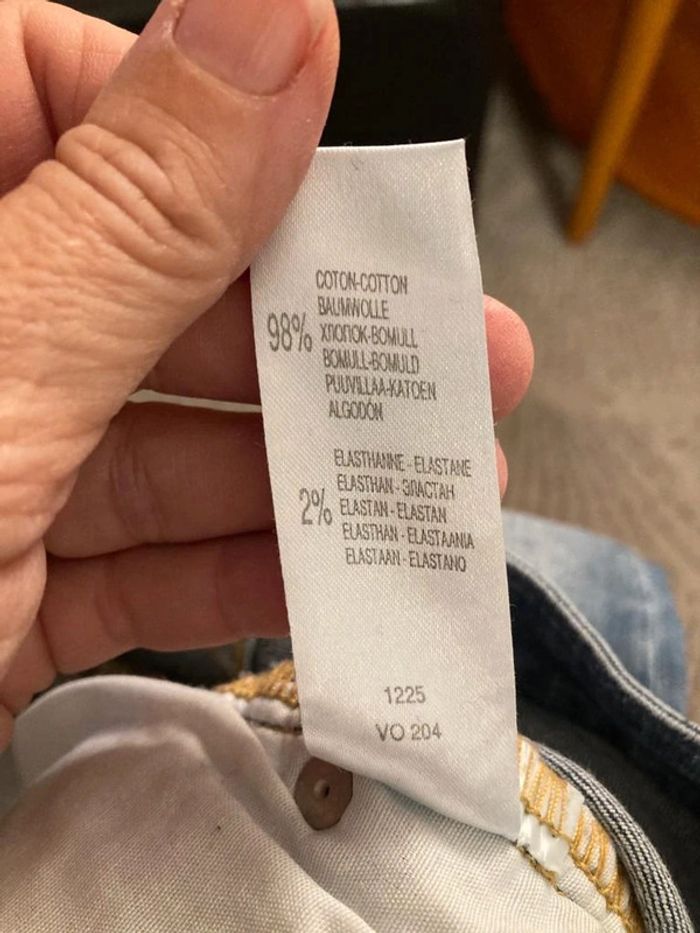 COTON-COTTON
BAUMWOLLE
98% ХЛОПОК-BOMULL
BOMULL-BOMULD
PUUVILLAA-KATOEN
ALGODÓN
ELASTHANNE - ELASTANE
ELASTHAN - ЭЛАСТАН
2% ELASTAN - ELASTAN
ELASTHAN - ELASTAANIA
ELASTAAN - ELASTANO
1225
VO 204